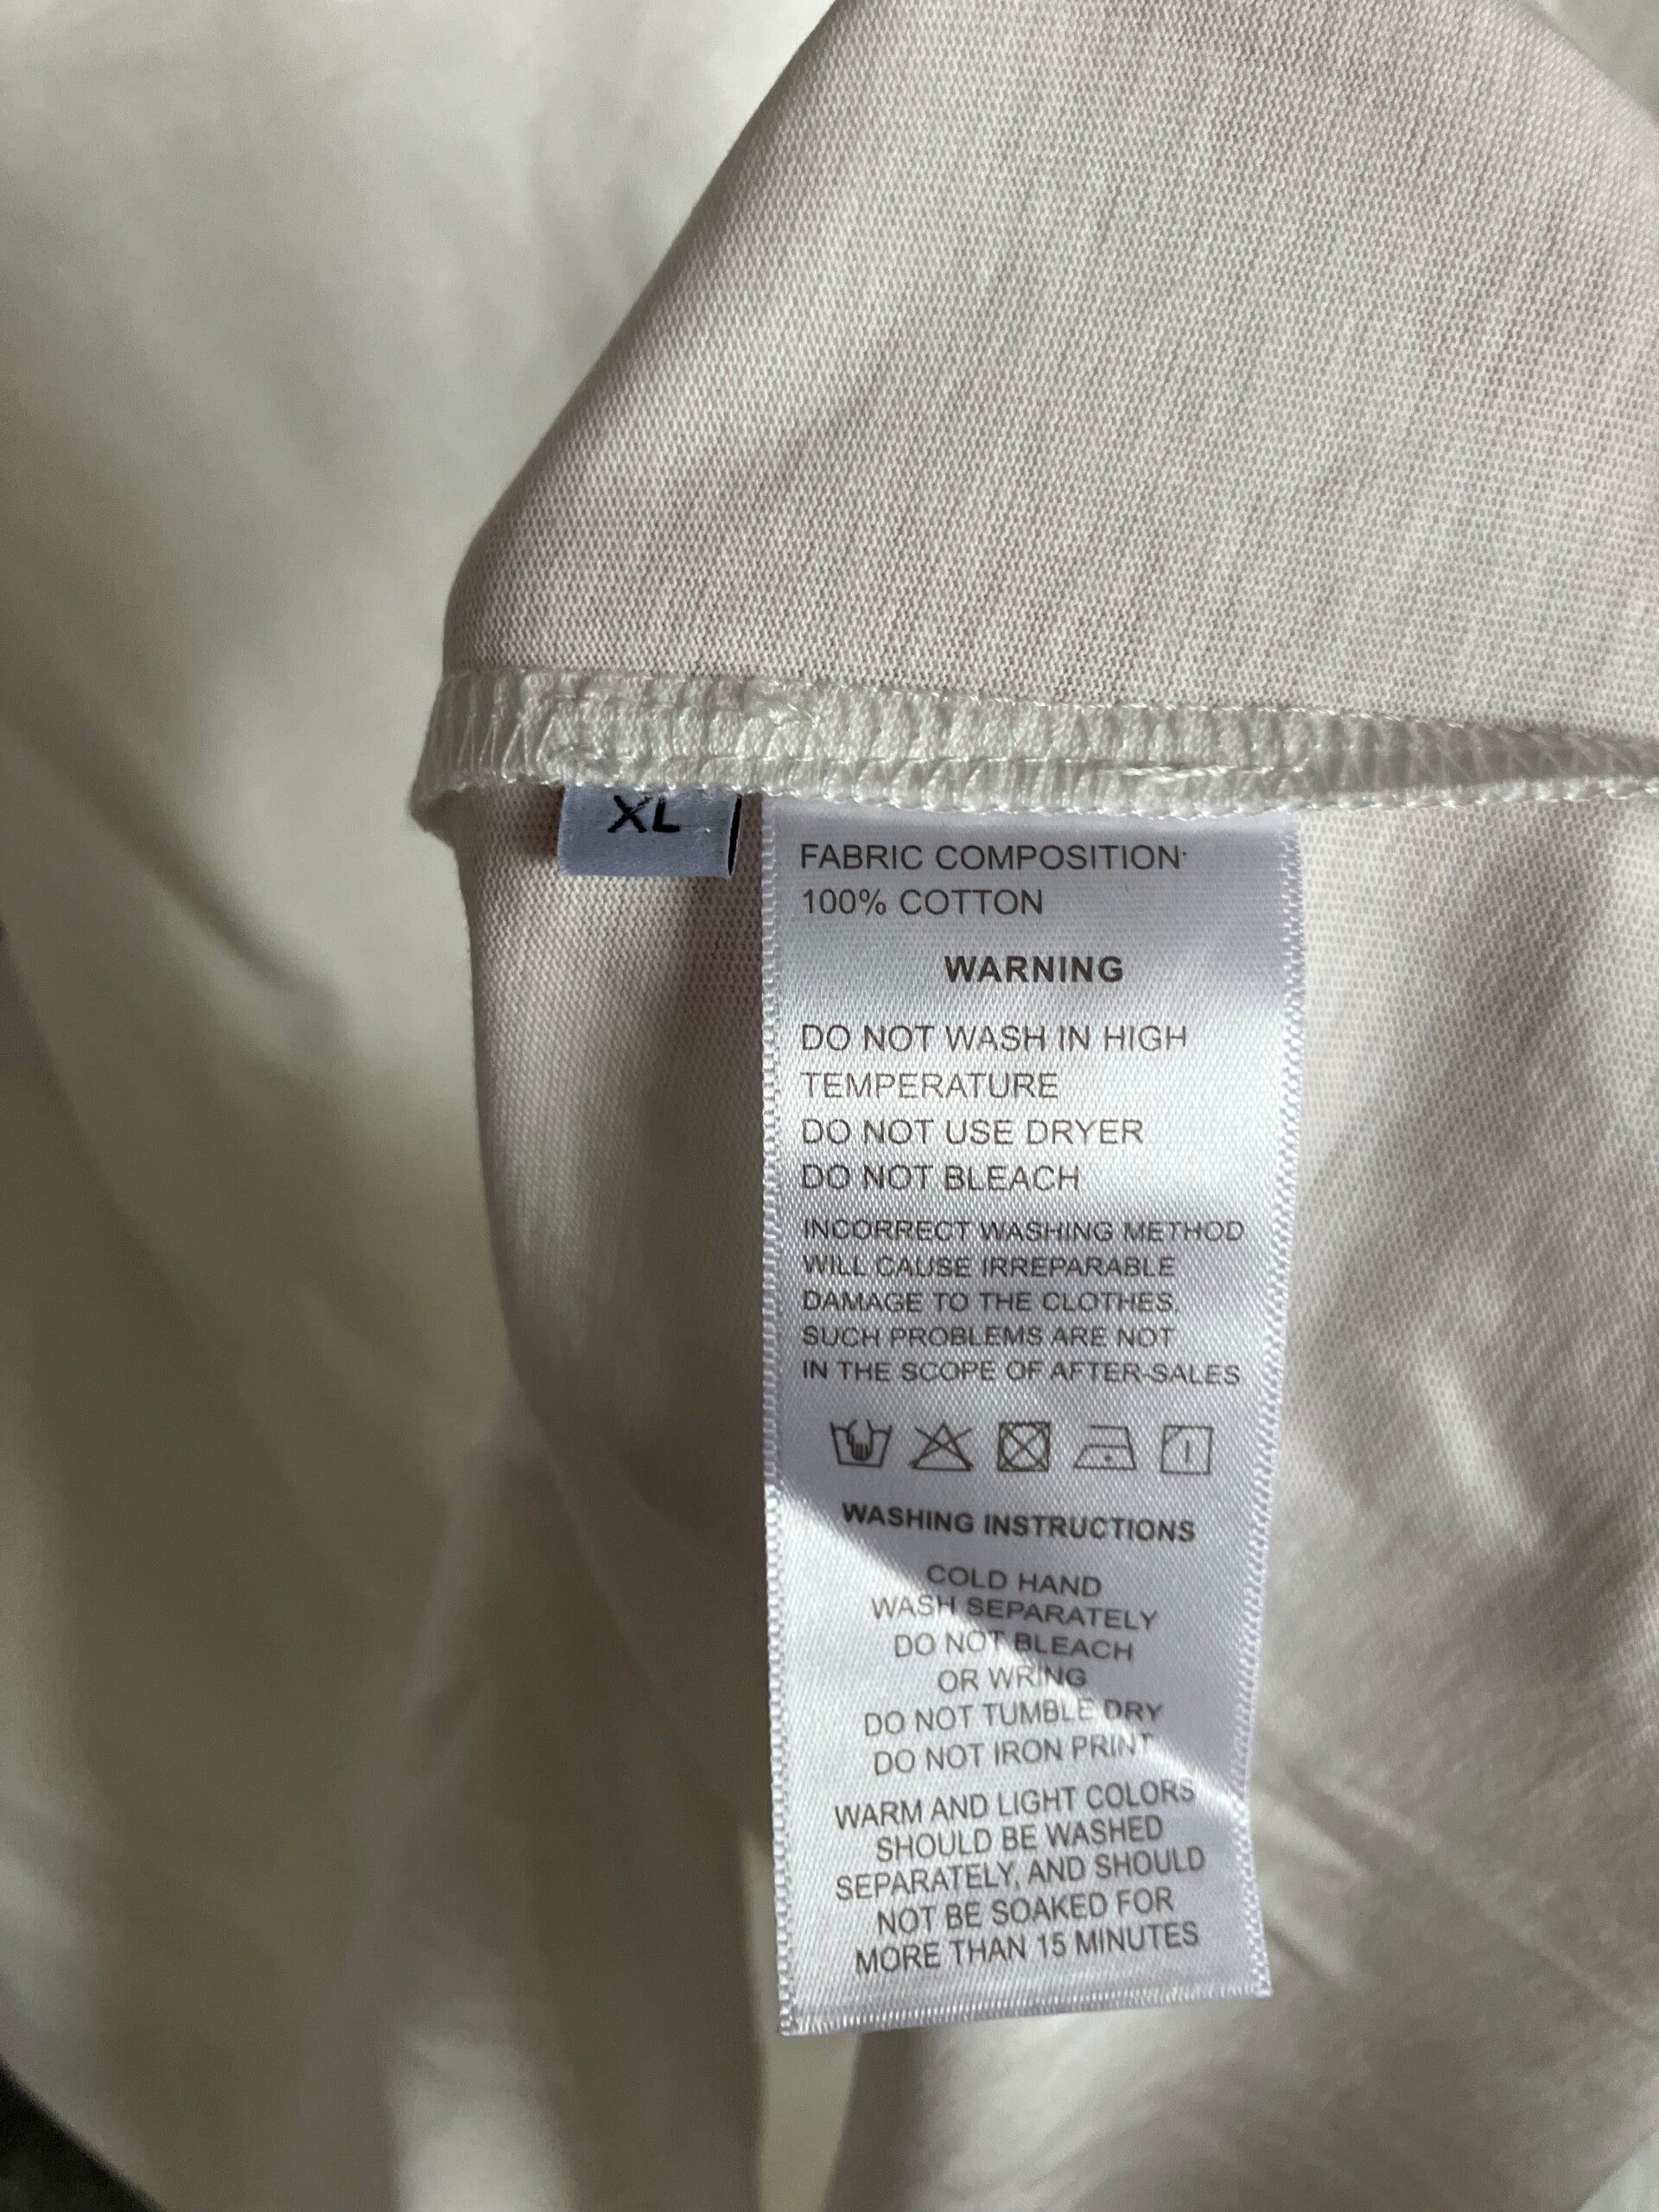 XL
FABRIC COMPOSITION:
100% COTTON
WARNING
DO NOT WASH IN HIGH
TEMPERATURE
DO NOT USE DRYER
DO NOT BLEACH
INCORRECT WASHING METHOD
WILL CAUSE IRREPARABLE
DAMAGE TO THE CLOTHES,
SUCH PROBLEMS ARE NOT
IN THE SCOPE OF AFTER-SALES
WASHING INSTRUCTIONS
COLD HAND
WASH SEPARATELY
DO NOT BLEACH
OR WRING
DO NOT TUMBLE DRY
DO NOT IRON PRINT
WARM AND LIGHT COLORS
SHOULD BE WASHED
SEPARATELY, AND SHOULD
NOT BE SOAKED FOR
MORE THAN 15 MINUTES